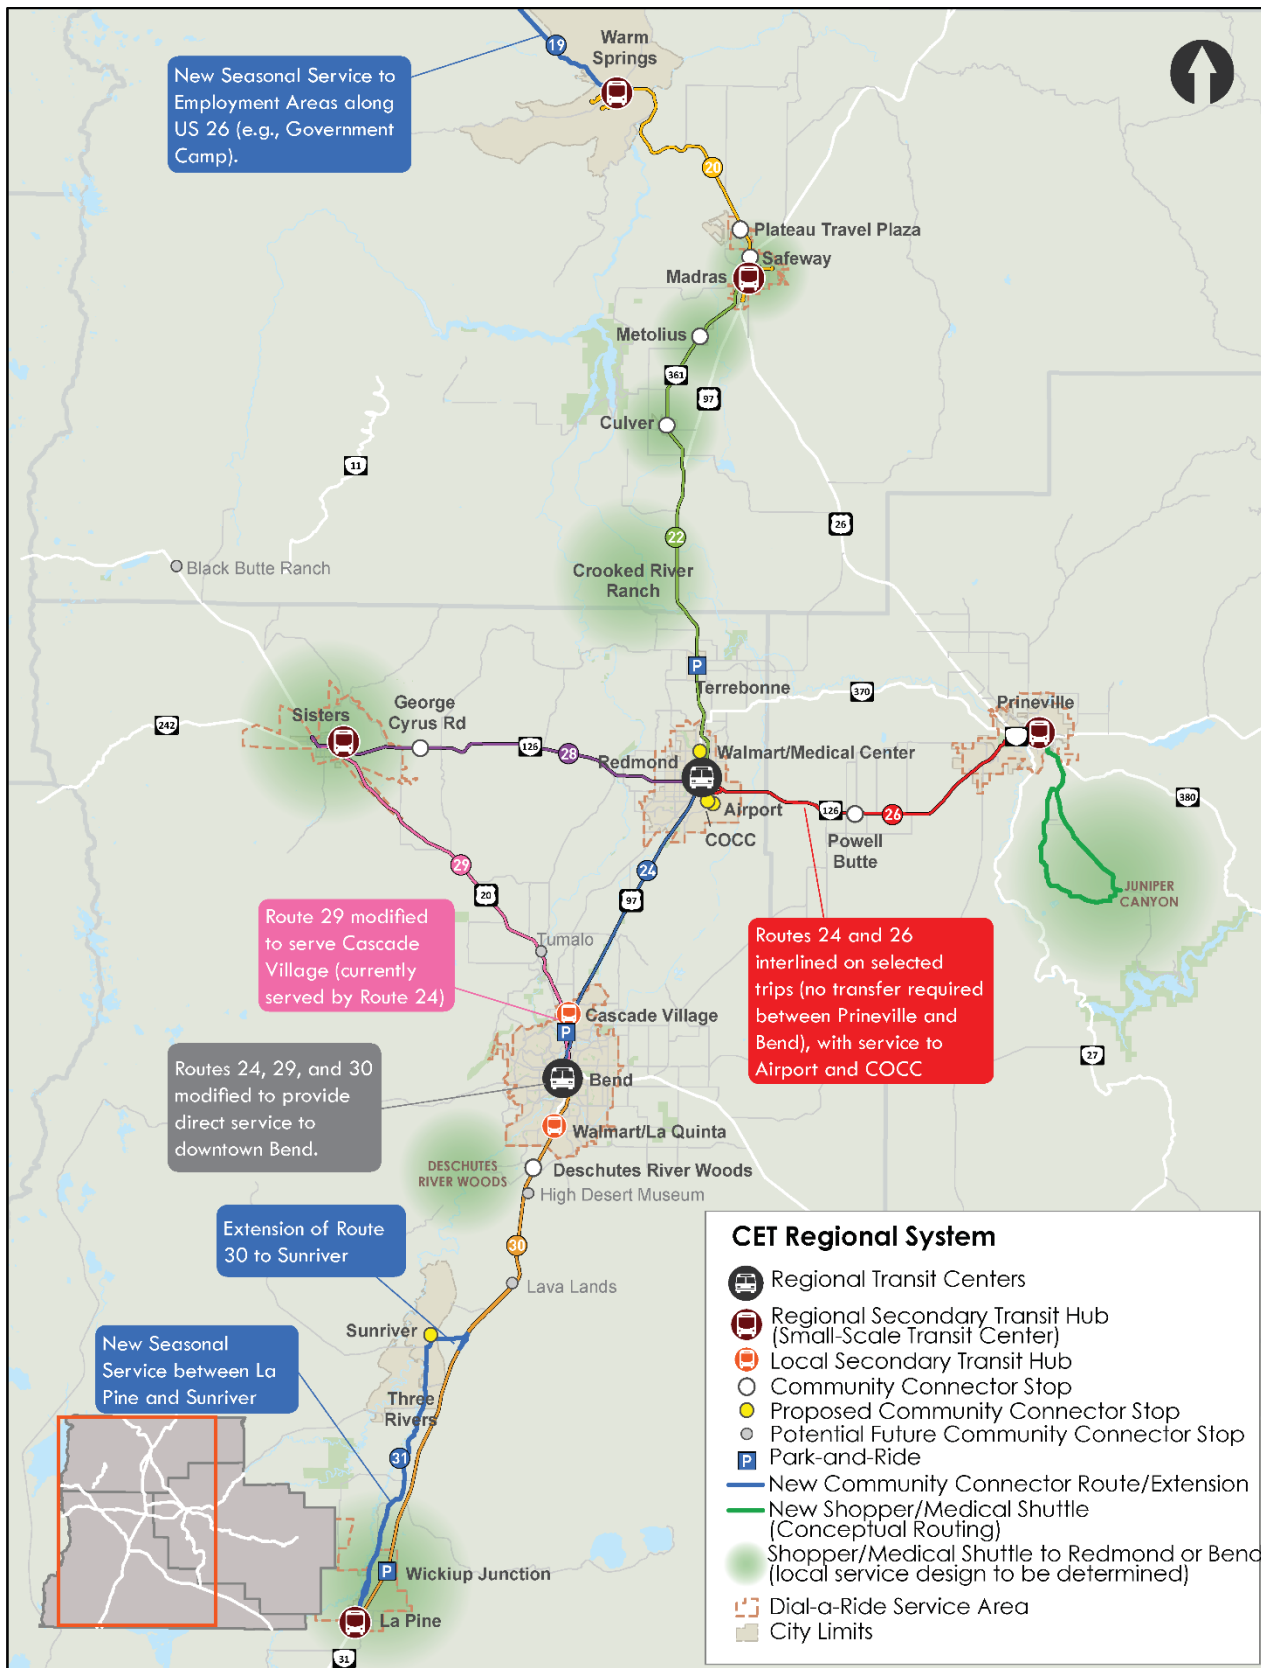 19
Warm
Springs
New Seasonal Service to
Employment Areas along
US 26 (e.g., Government
Camp).
20
Plateau Travel Plaza
Safeway
Madras
Metolius
361
97
Culver
11
26
22
Crooked River
Ranch
Black Butte Ranch
P
Terrebonne
370
Prineville
242
Sisters
George
Cyrus Rd
126
28
Redmond
Walmart/Medical Center
Airport
COCC
126
26
Powell
Butte
380
JUNIPER
CANYON
29
20
24
97
Route 29 modified
to serve Cascade
Village (currently
served by Route 24)
Tumalo
Routes 24 and 26
interlined on selected
trips (no transfer required
between Prineville and
Bend), with service to
Airport and COCC
Cascade Village
P
27
Routes 24, 29, and 30
modified to provide
direct service to
downtown Bend.
Bend
Walmart/La Quinta
DESCHUTES
RIVER WOODS
Deschutes River Woods
High Desert Museum
Extension of Route
30 to Sunriver
30
Lava Lands
Sunriver
New Seasonal
Service between La
Pine and Sunriver
Three
Rivers
31
P
Wickiup Junction
La Pine
31
CET Regional System
Regional Transit Centers
Regional Secondary Transit Hub
(Small-Scale Transit Center)
Local Secondary Transit Hub
Community Connector Stop
Proposed Community Connector Stop
Potential Future Community Connector Stop
P Park-and-Ride
New Community Connector Route/Extension
New Shopper/Medical Shuttle
(Conceptual Routing)
Shopper/Medical Shuttle to Redmond or Bend
(local service design to be determined)
Dial-a-Ride Service Area
City Limits